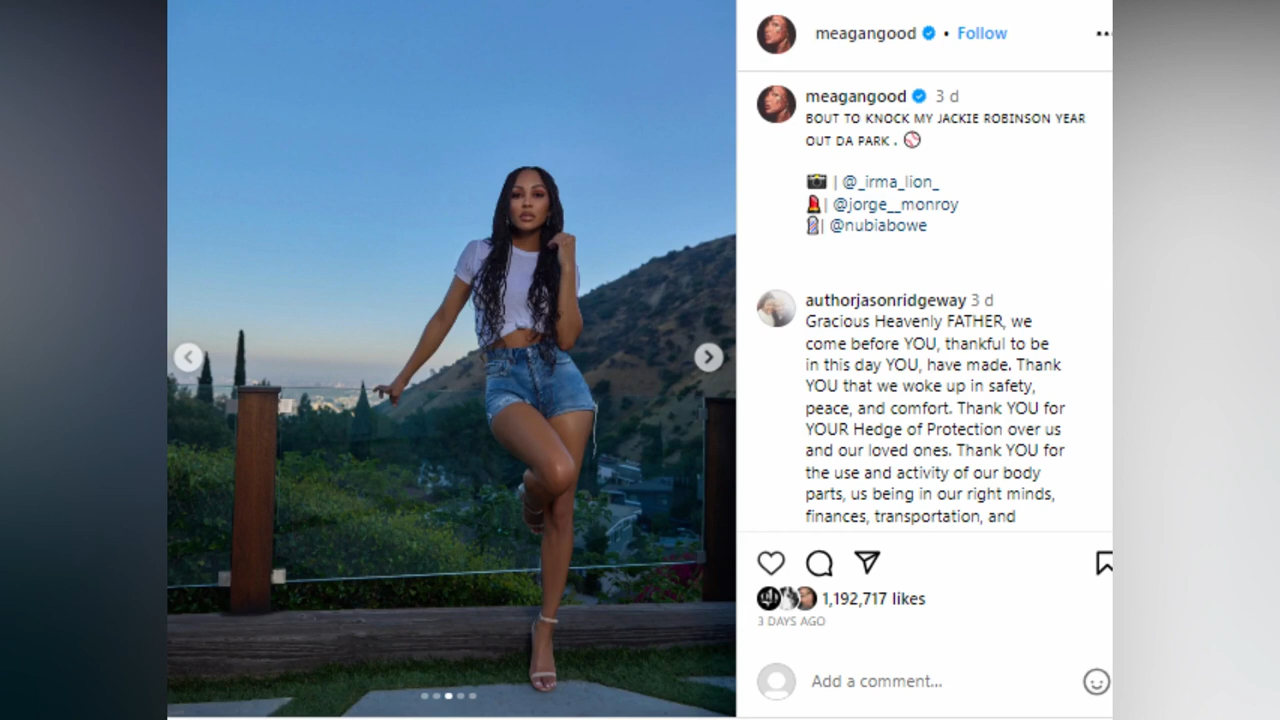 meagangood • Follow
meagangood 3 d
BOUT TO KNOCK MY JACKIE ROBINSON YEAR
OUT DA PARK . ⚾
📷 | @_irma_lion_
💄| @jorge__monroy
💈| @nubiabowe
authorjasonridgeway 3 d
Gracious Heavenly FATHER, we
come before YOU, thankful to be
in this day YOU, have made. Thank
YOU that we woke up in safety,
peace, and comfort. Thank YOU for
YOUR Hedge of Protection over us
and our loved ones. Thank YOU for
the use and activity of our body
parts, us being in our right minds,
finances, transportation, and
1,192,717 likes
3 DAYS AGO
Add a comment...